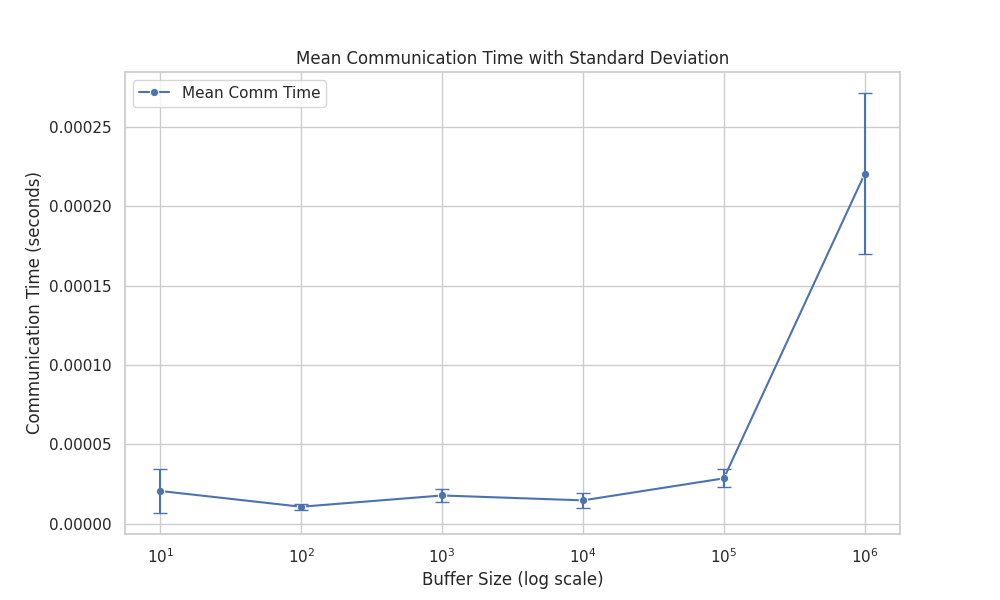 Mean Communication Time with Standard Deviation
Mean Comm Time
Communication Time (seconds)
0.00025
0.00020
0.00015
0.00010
0.00005
0.00000
10¹ 10² 10³ 10⁴ 10⁵ 10⁶
Buffer Size (log scale)